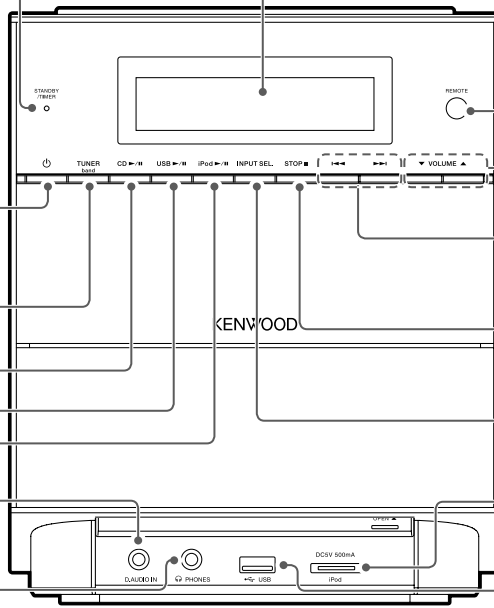 STANDBY
/TIMER
REMOTE
TUNER
band
CD ►/II
USB ►/II
iPod ►/II
INPUT SEL.
STOP ■
I◄◄
►►I
▼ VOLUME ▲
KENWOOD
OPEN ▲
D.AUDIO IN
PHONES
USB
DC5V 500mA
iPod